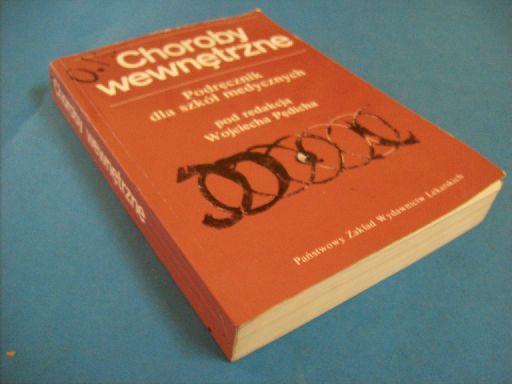 Choroby
wewnętrzne
Podręcznik
dla szkół medycznych
pod redakcją
Wojciecha Pędicha
Państwowy Zakład Wydawnictw Lekarskich
Choroby wewnętrzne